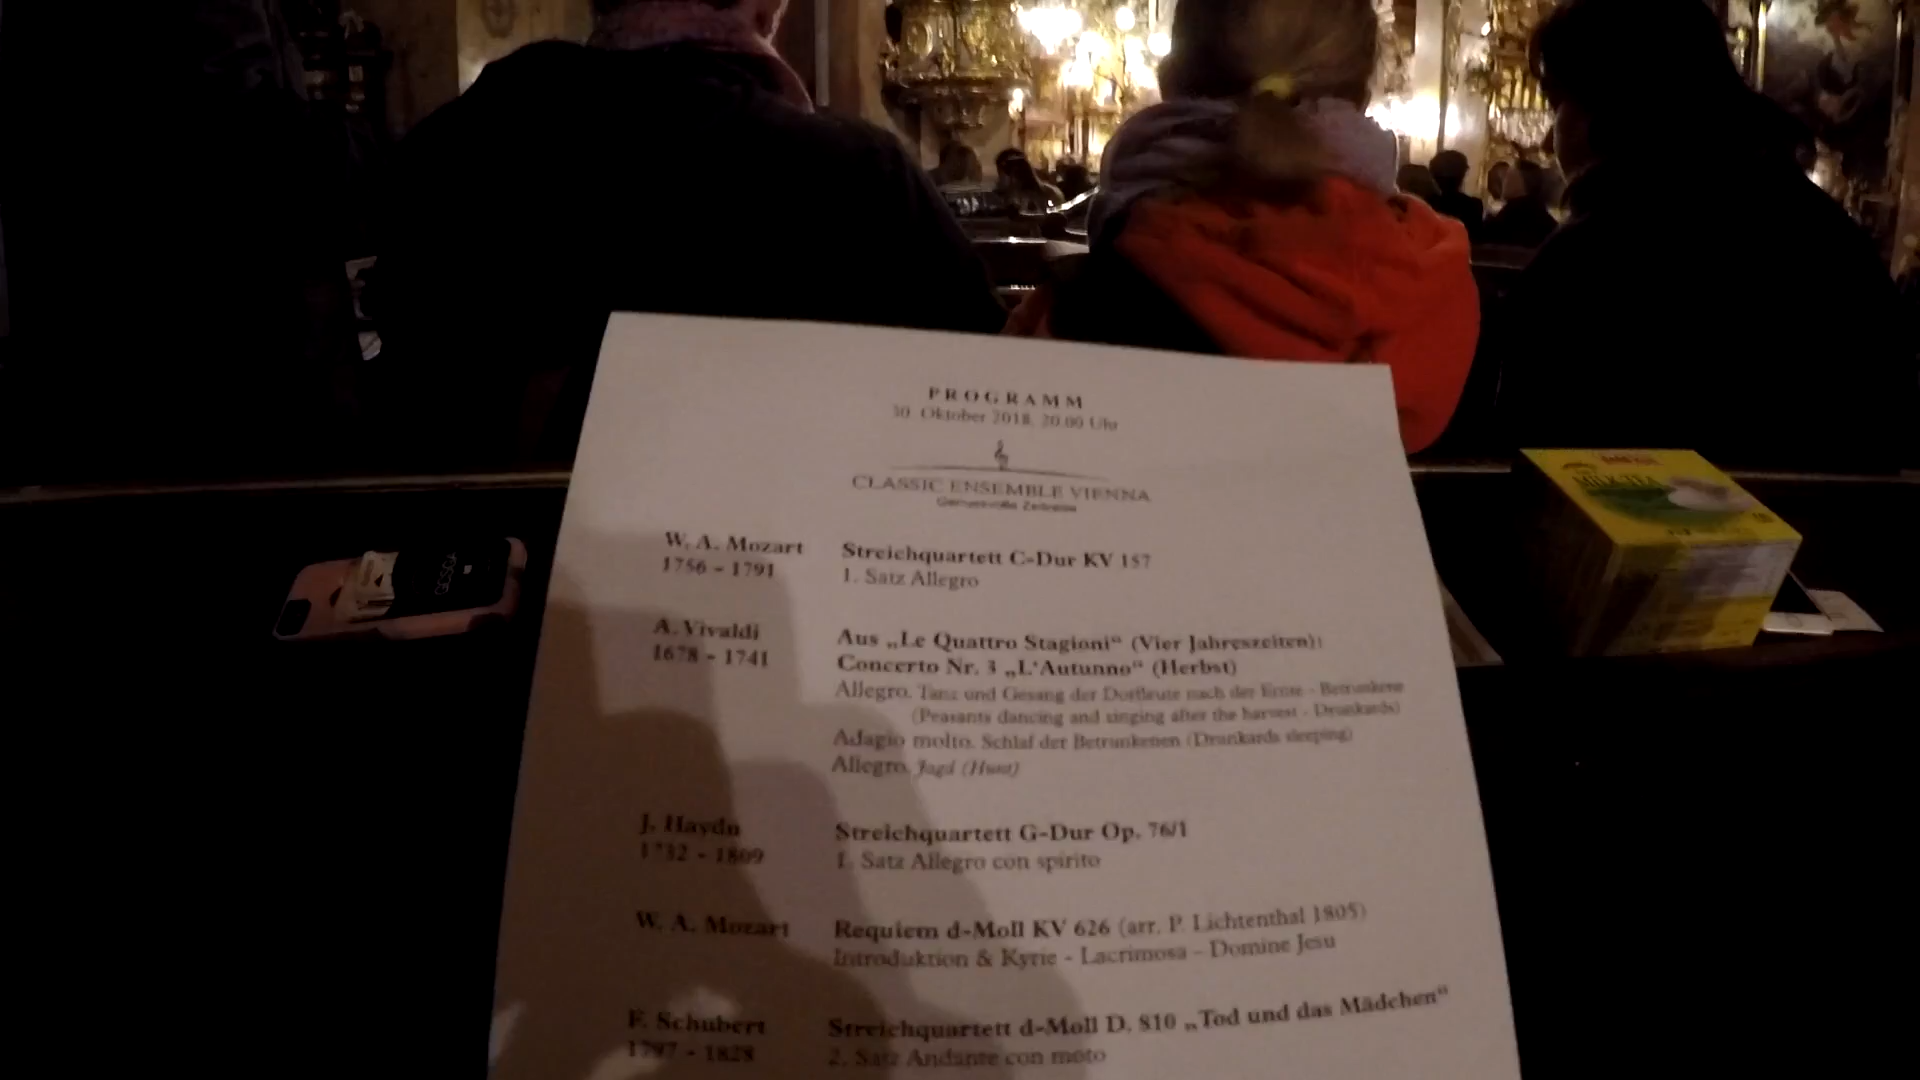 PROGRAMM
30. Oktober 2018, 20.00 Uhr
CLASSIC ENSEMBLE VIENNA
W. A. Mozart
1756 - 1791
Streichquartett C-Dur KV 157
1. Satz Allegro
A. Vivaldi
1678 - 1741
Aus „Le Quattro Stagioni“ (Vier Jahreszeiten):
Concerto Nr. 3 „L'Autunno“ (Herbst)
Allegro. Tanz und Gesang der Dorfleute nach der Ernte - Betrunkene
(Peasants dancing and singing after the harvest - Drunkards)
Adagio molto. Schlaf der Betrunkenen (Drunkards sleeping)
Allegro. Jagd (Hunt)
J. Haydn
1732 - 1809
Streichquartett G-Dur Op. 76/1
1. Satz Allegro con spirito
W. A. Mozart
Requiem d-Moll KV 626 (arr. P. Lichtenthal 1805)
Introduktion & Kyrie - Lacrimosa - Domine Jesu
F. Schubert
1797 - 1828
Streichquartett d-Moll D. 810 „Tod und das Mädchen“
2. Satz Andante con moto
MILK TEA